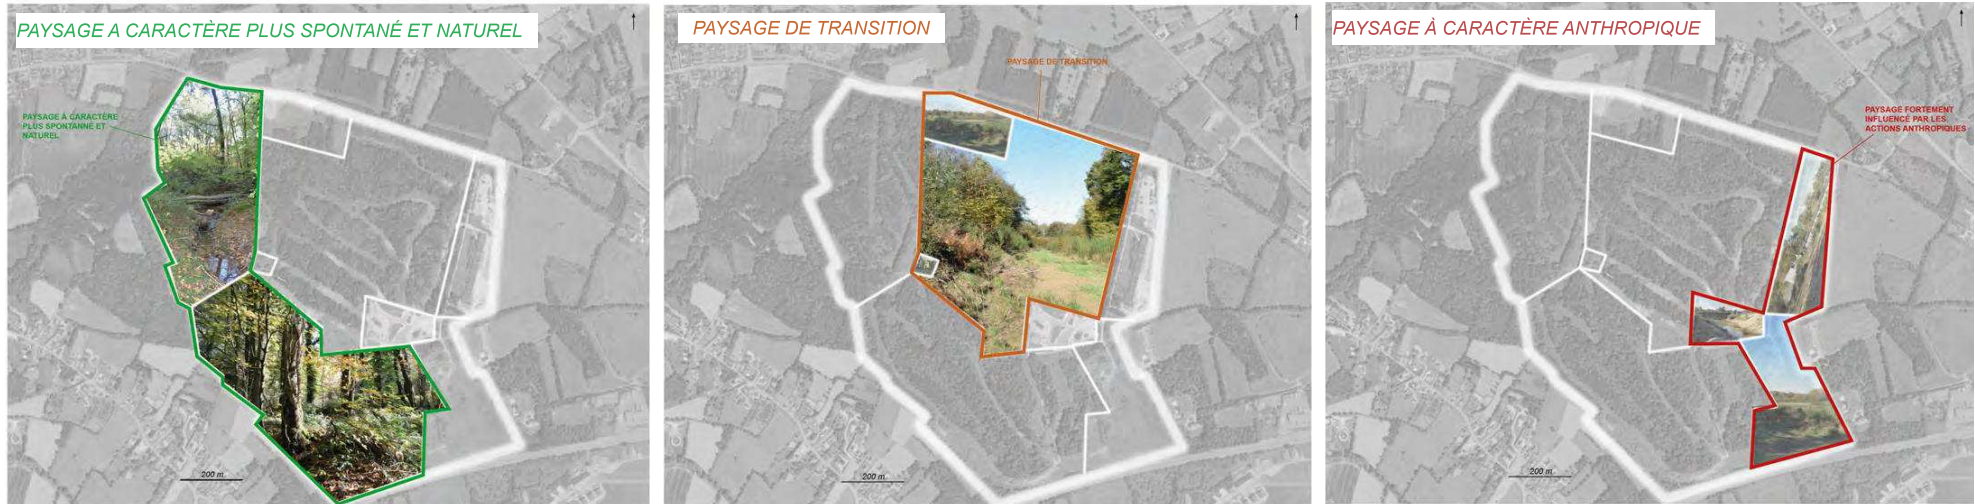 PAYSAGE A CARACTÈRE PLUS SPONTANÉ ET NATUREL
PAYSAGE À CARACTÈRE
PLUS SPONTANNÉ ET
NATUREL
200 m
PAYSAGE DE TRANSITION
PAYSAGE DE TRANSITION
200 m
PAYSAGE À CARACTÈRE ANTHROPIQUE
PAYSAGE FORTEMENT
INFLUENCÉ PAR LES
ACTIONS ANTHROPIQUES
200 m